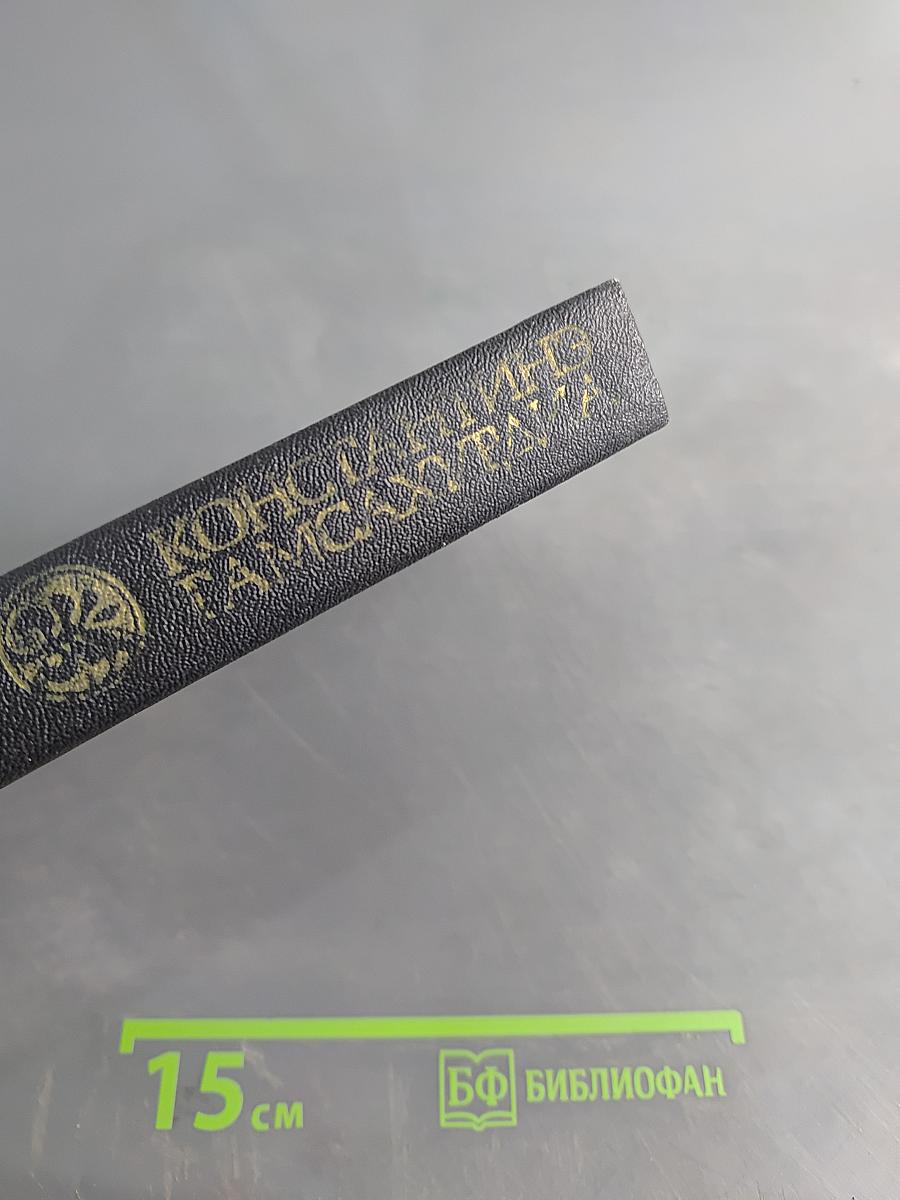 КОНСТАНТИНЭ
ГАМСАХУРДИА
15 см
БФ БИБЛИОФАН